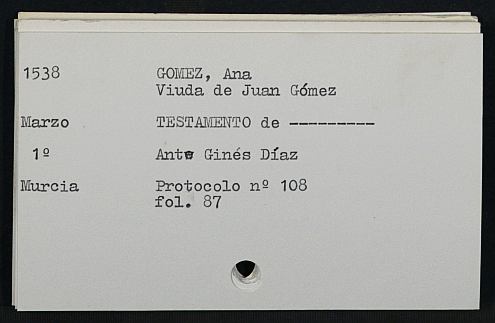 1538 GOMEZ, Ana
Viuda de Juan Gómez
Marzo TESTAMENTO de ---------
1º Ante Ginés Díaz
Murcia Protocolo nº 108
fol. 87